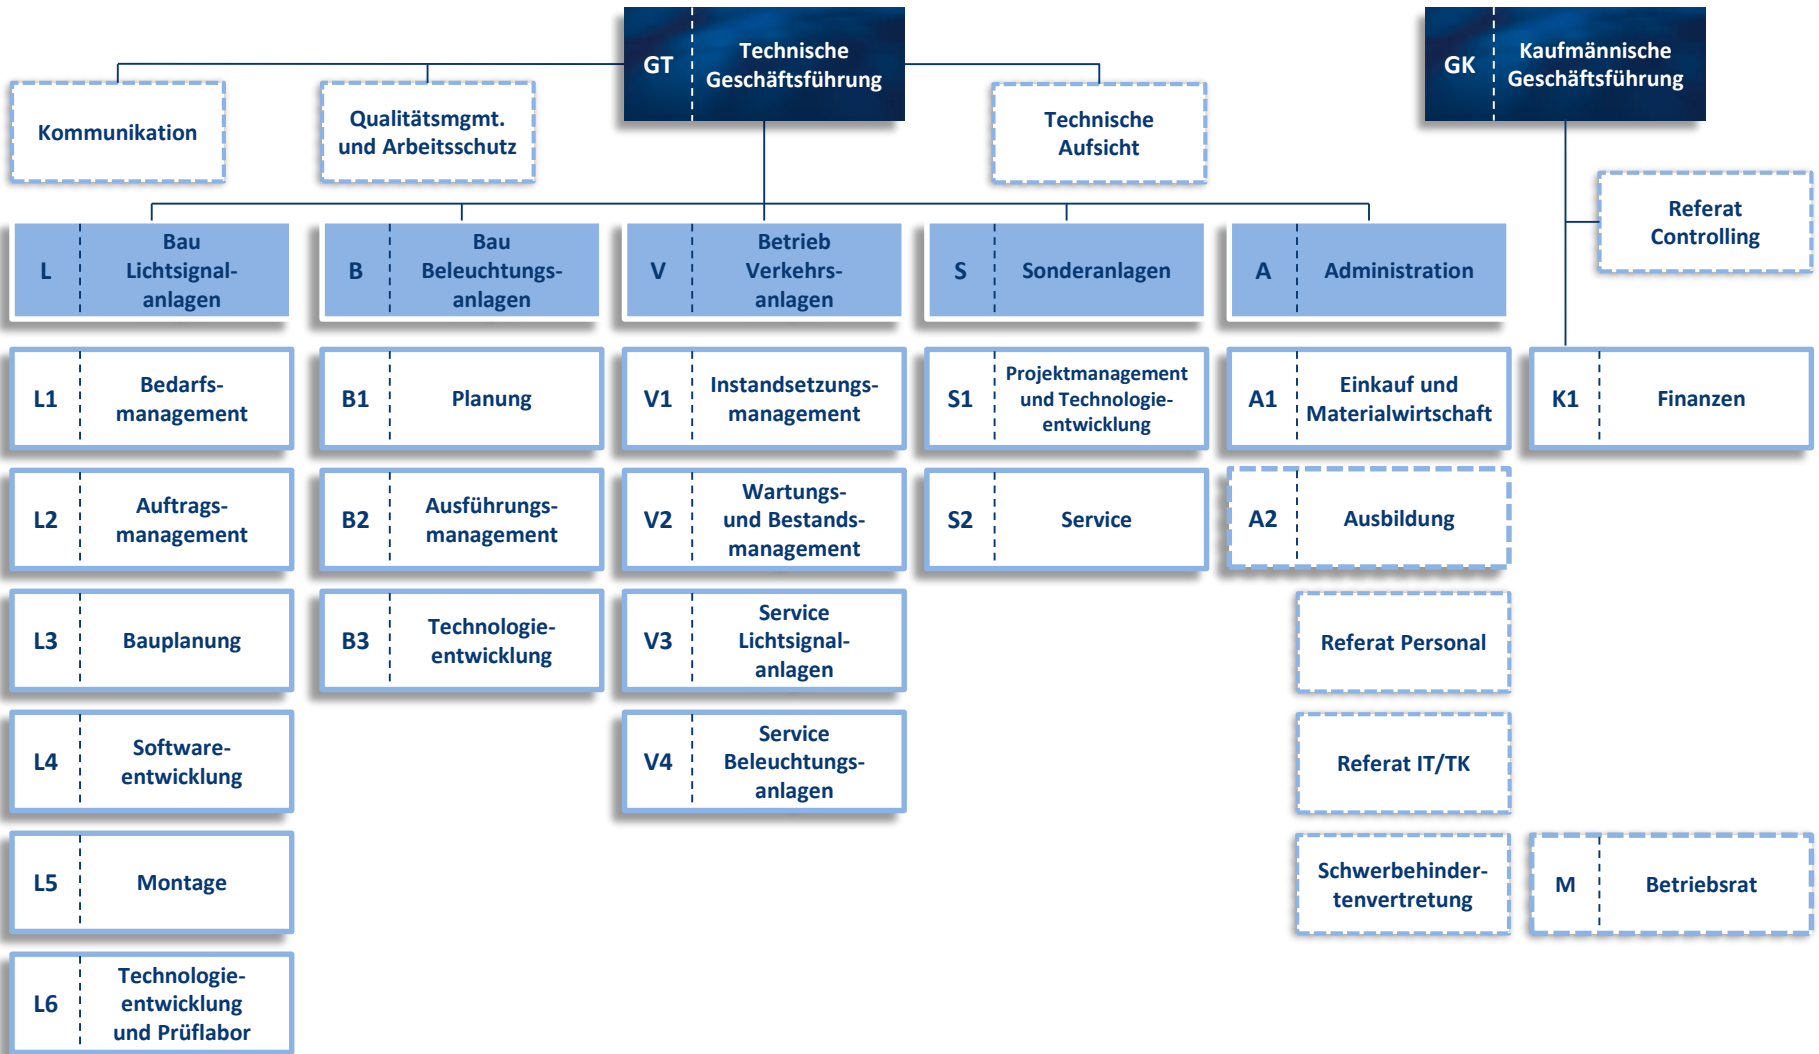 GT
Technische
Geschäftsführung
GK
Kaufmännische
Geschäftsführung
Kommunikation
Qualitätsmgmt.
und Arbeitsschutz
Technische
Aufsicht
Referat
Controlling
L
Bau
Lichtsignal-
anlagen
B
Bau
Beleuchtungs-
anlagen
V
Betrieb
Verkehrs-
anlagen
S
Sonderanlagen
A
Administration
L1
Bedarfs-
management
B1
Planung
V1
Instandsetzungs-
management
S1
Projektmanagement
und Technologie-
entwicklung
A1
Einkauf und
Materialwirtschaft
K1
Finanzen
L2
Auftrags-
management
B2
Ausführungs-
management
V2
Wartungs-
und Bestands-
management
S2
Service
A2
Ausbildung
L3
Bauplanung
B3
Technologie-
entwicklung
V3
Service
Lichtsignal-
anlagen
Referat Personal
L4
Software-
entwicklung
V4
Service
Beleuchtungs-
anlagen
Referat IT/TK
L5
Montage
Schwerbehinder-
tenvertretung
M
Betriebsrat
L6
Technologie-
entwicklung
und Prüflabor